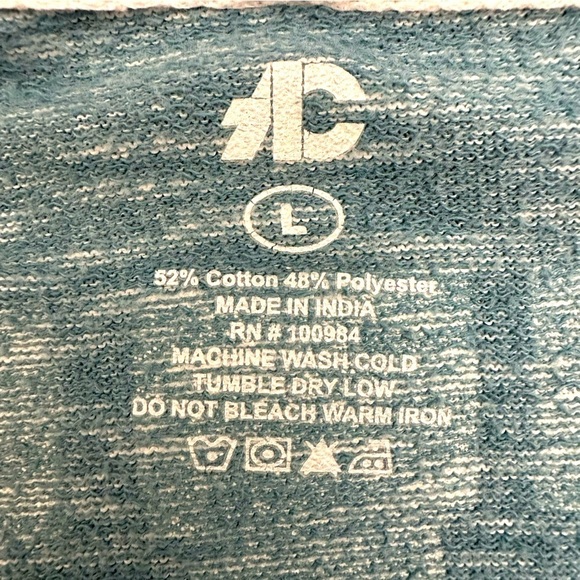 AC
L
52% Cotton 48% Polyester
MADE IN INDIA
RN # 100984
MACHINE WASH COLD
TUMBLE DRY LOW
DO NOT BLEACH WARM IRON